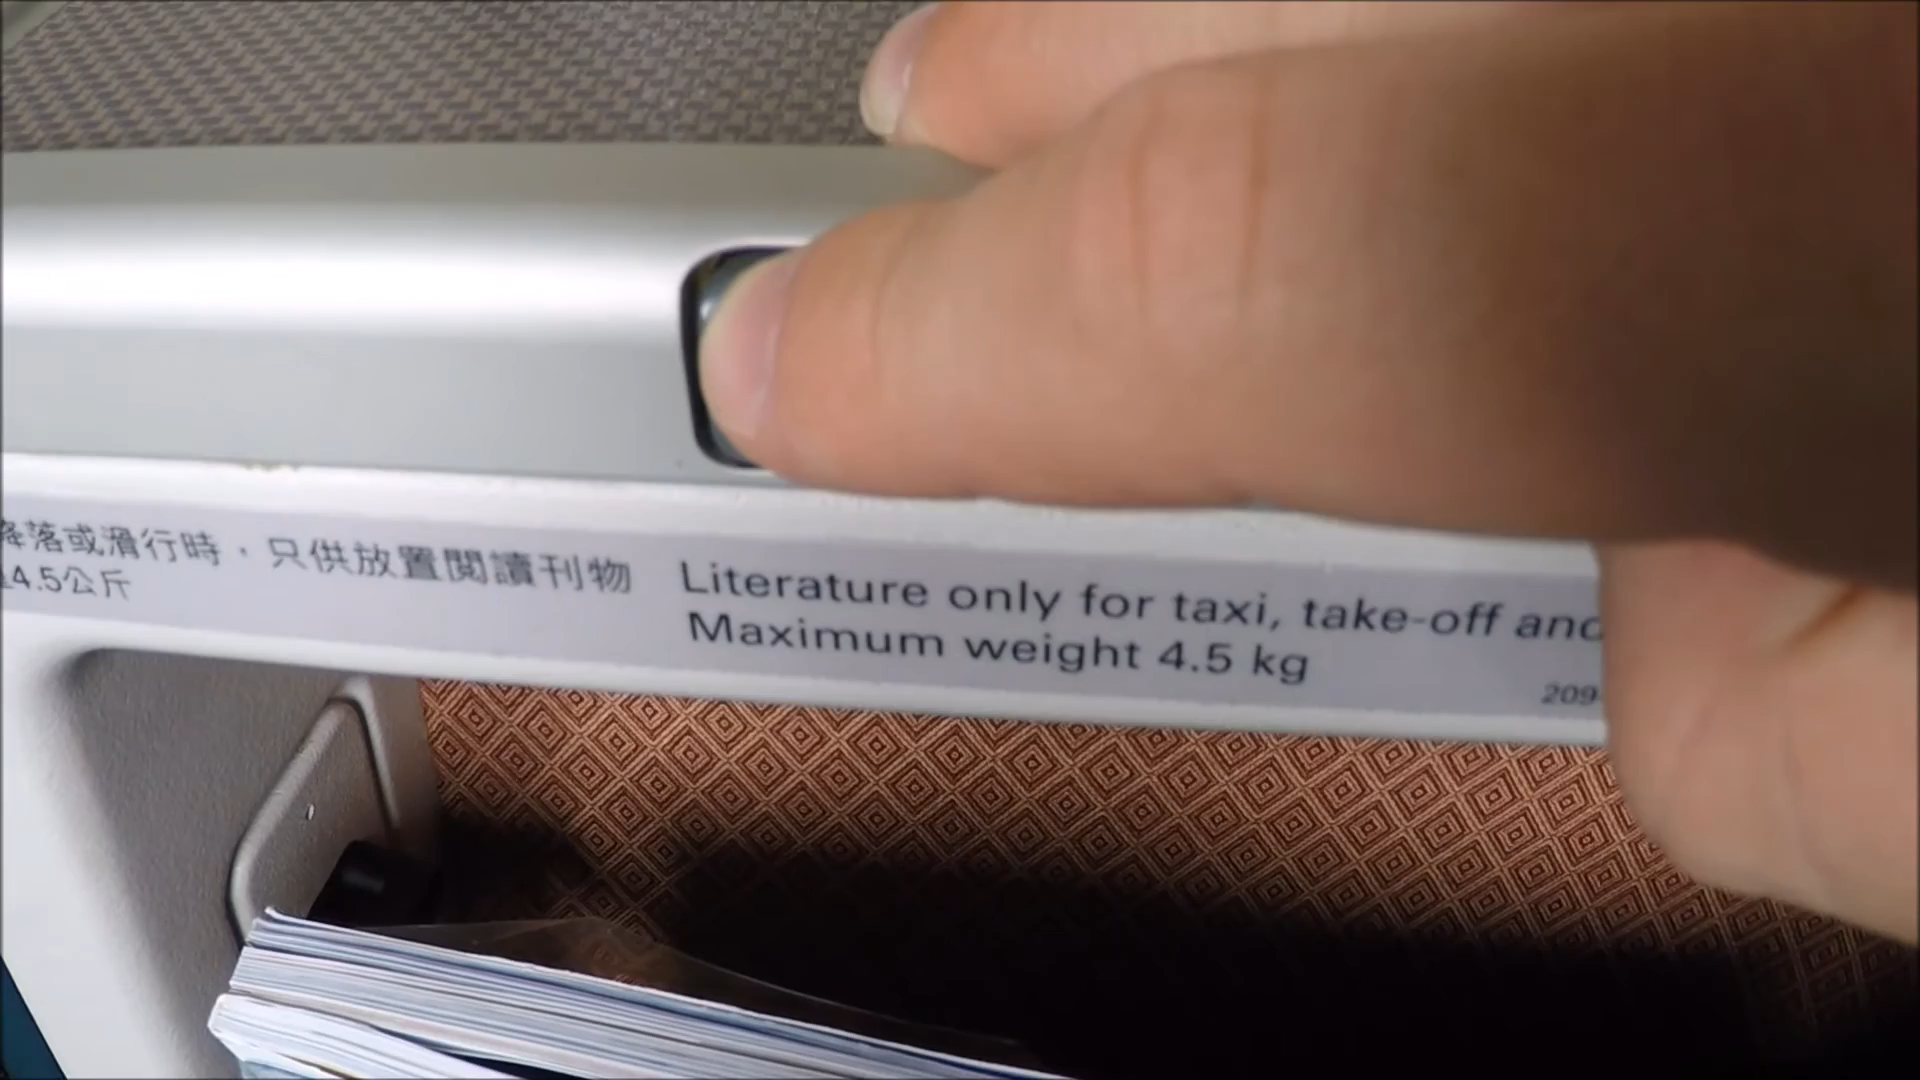 降落或滑行時，只供放置閱讀刊物
4.5公斤
Literature only for taxi, take-off and
Maximum weight 4.5 kg
209